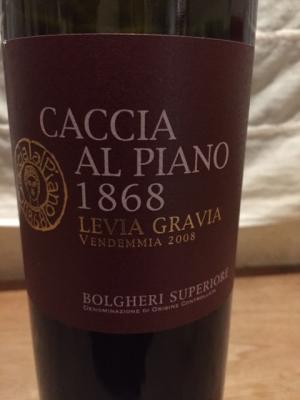 CACCIA
AL PIANO
1868
LEVIA GRAVIA
VENDEMMIA 2008
BOLGHERI SUPERIORE
DENOMINAZIONE DI ORIGINE CONTROLLATA